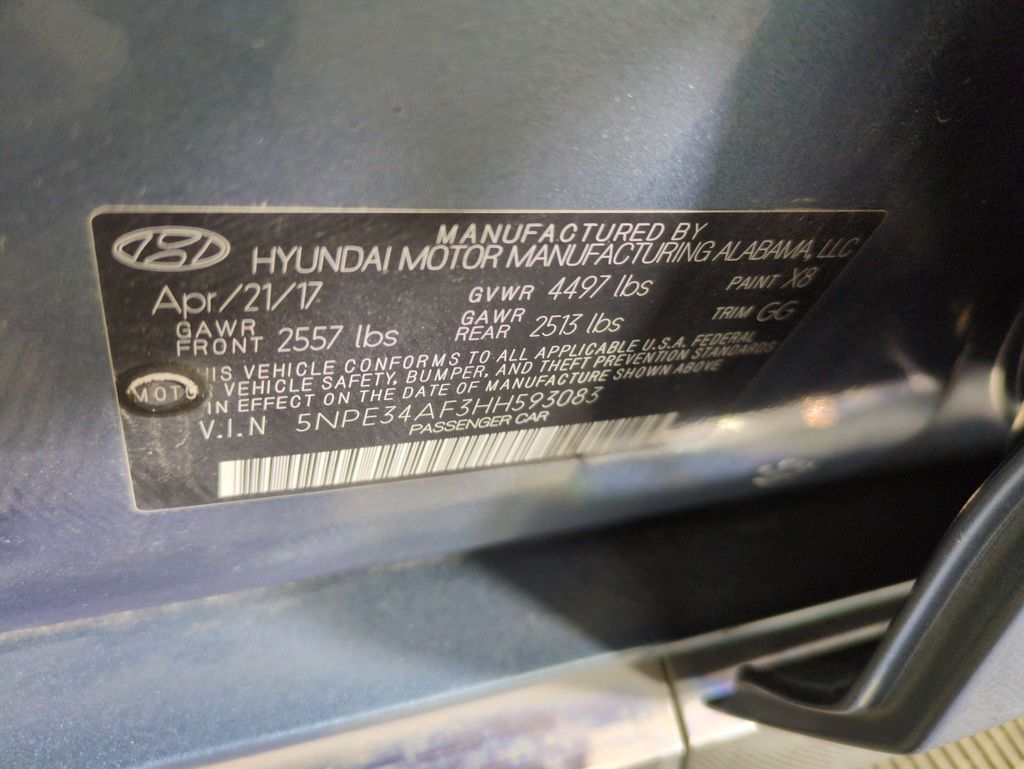 MANUFACTURED BY
HYUNDAI MOTOR MANUFACTURING ALABAMA, LLC
Apr/21/17 GVWR 4497 lbs PAINT X8
GAWR FRONT 2557 lbs GAWR REAR 2513 lbs TRIM GG
HIS VEHICLE CONFORMS TO ALL APPLICABLE U.S.A. FEDERAL
VEHICLE SAFETY, BUMPER, AND THEFT PREVENTION STANDARDS
IN EFFECT ON THE DATE OF MANUFACTURE SHOWN ABOVE
MOTO
V.I.N 5NPE34AF3HH593083
PASSENGER CAR